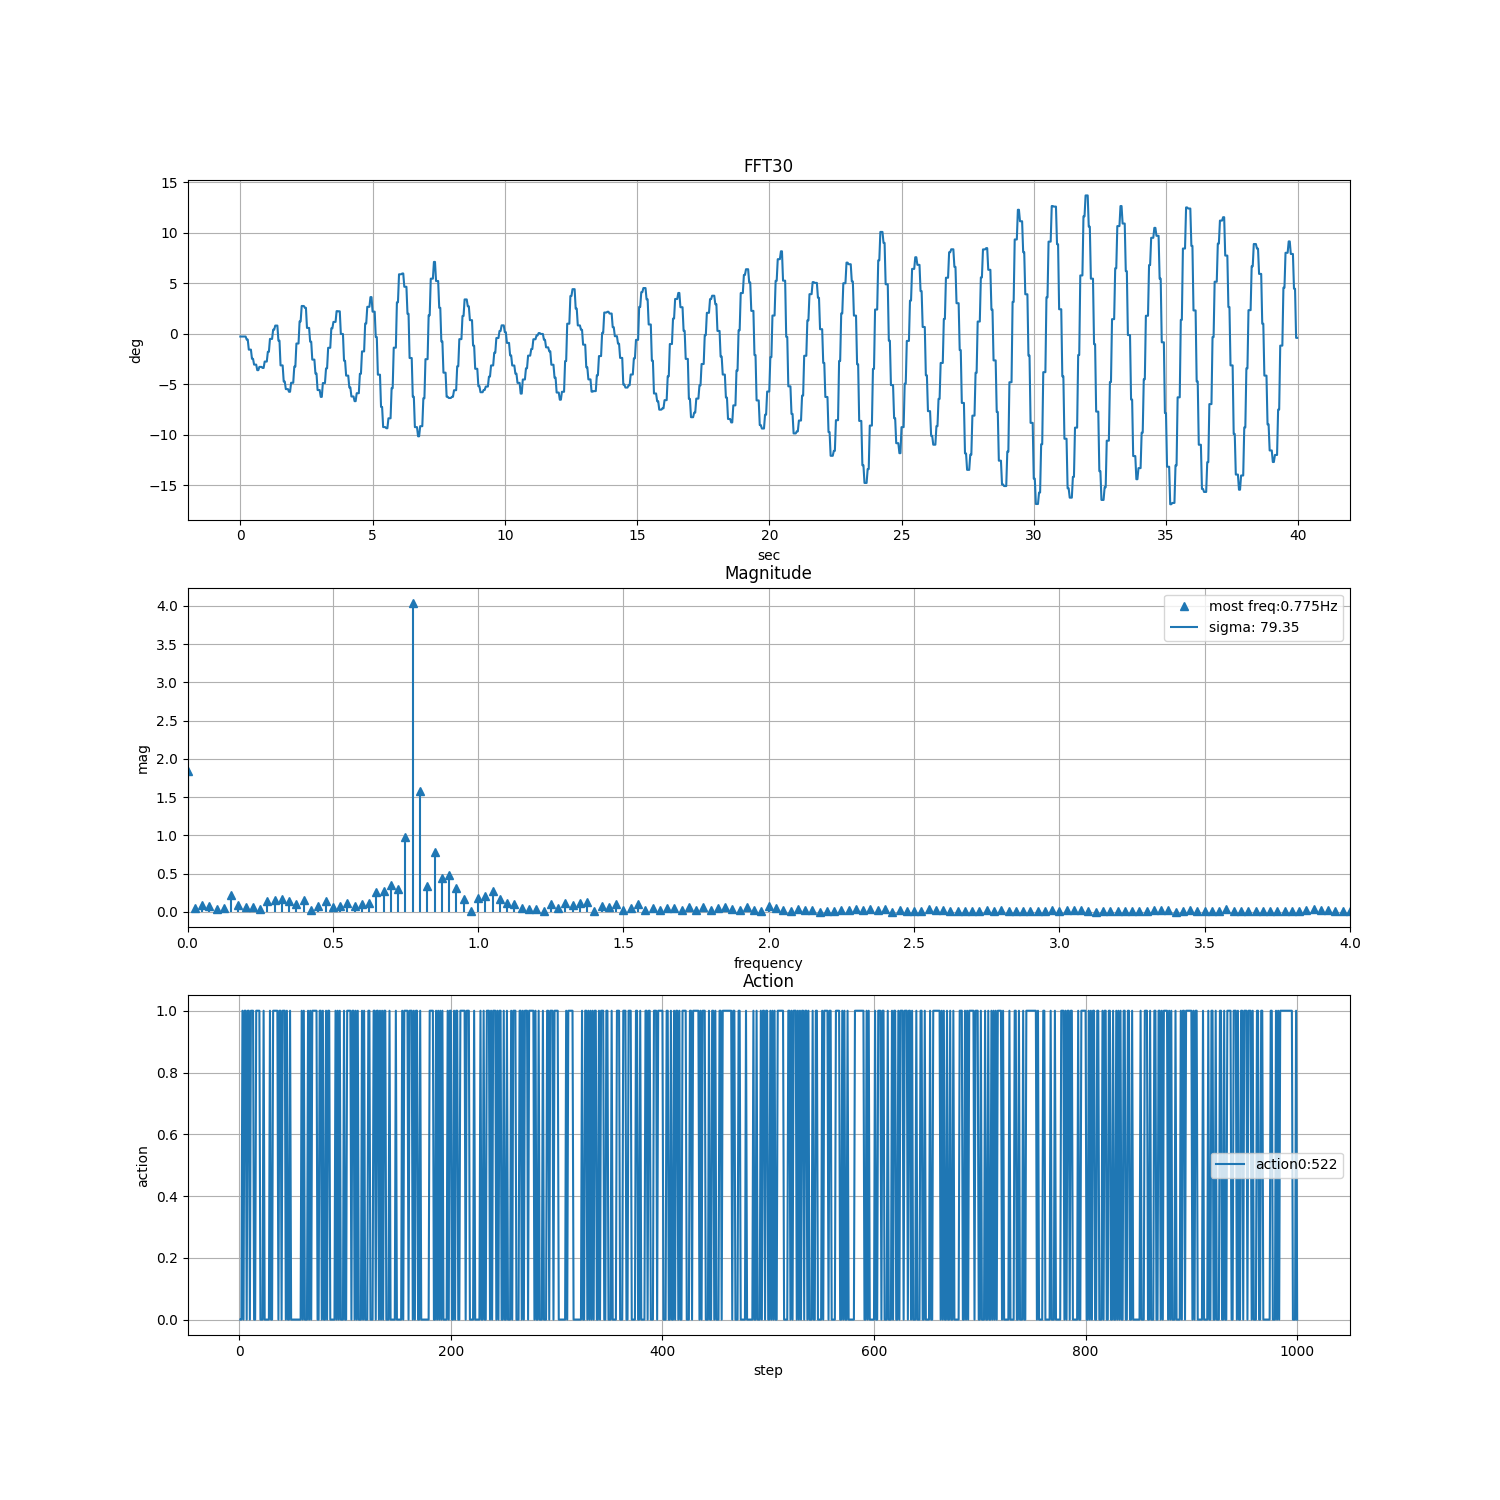 FFT30
15
10
5
0
−5
−10
−15
deg
0 5 10 15 20 25 30 35 40
sec
Magnitude
4.0
3.5
3.0
2.5
2.0
1.5
1.0
0.5
0.0
mag
most freq:0.775Hz
sigma: 79.35
0.0 0.5 1.0 1.5 2.0 2.5 3.0 3.5 4.0
frequency
Action
1.0
0.8
0.6
0.4
0.2
0.0
action
action0:522
0 200 400 600 800 1000
step